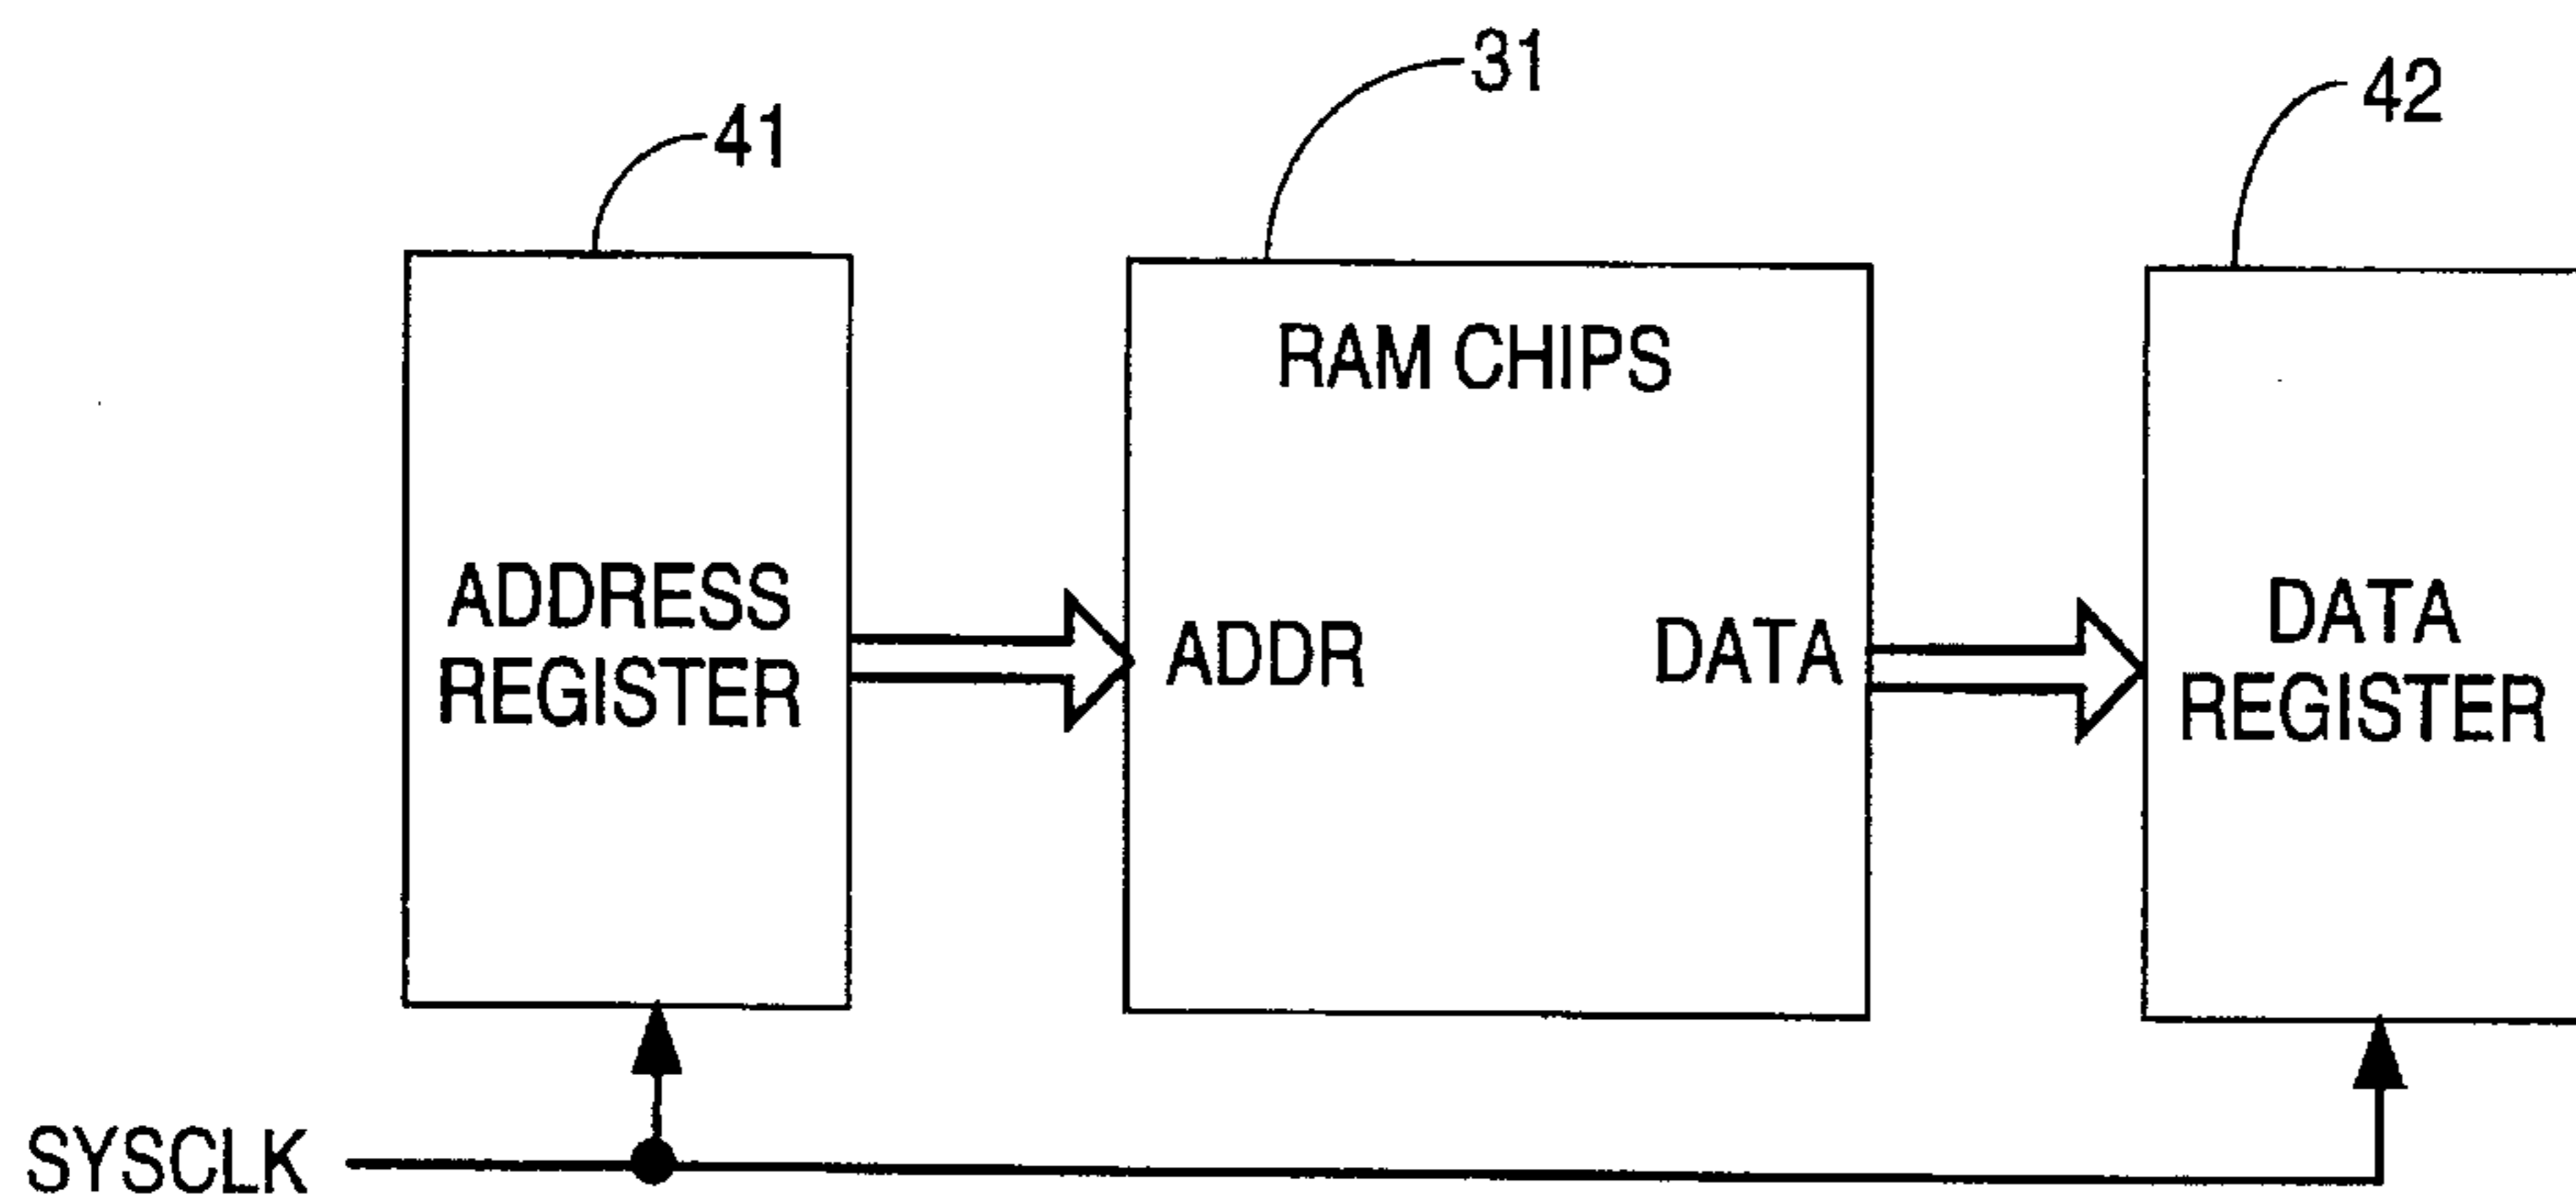 41
31
42
RAM CHIPS
ADDRESS
REGISTER
ADDR
DATA
DATA
REGISTER
SYSCLK